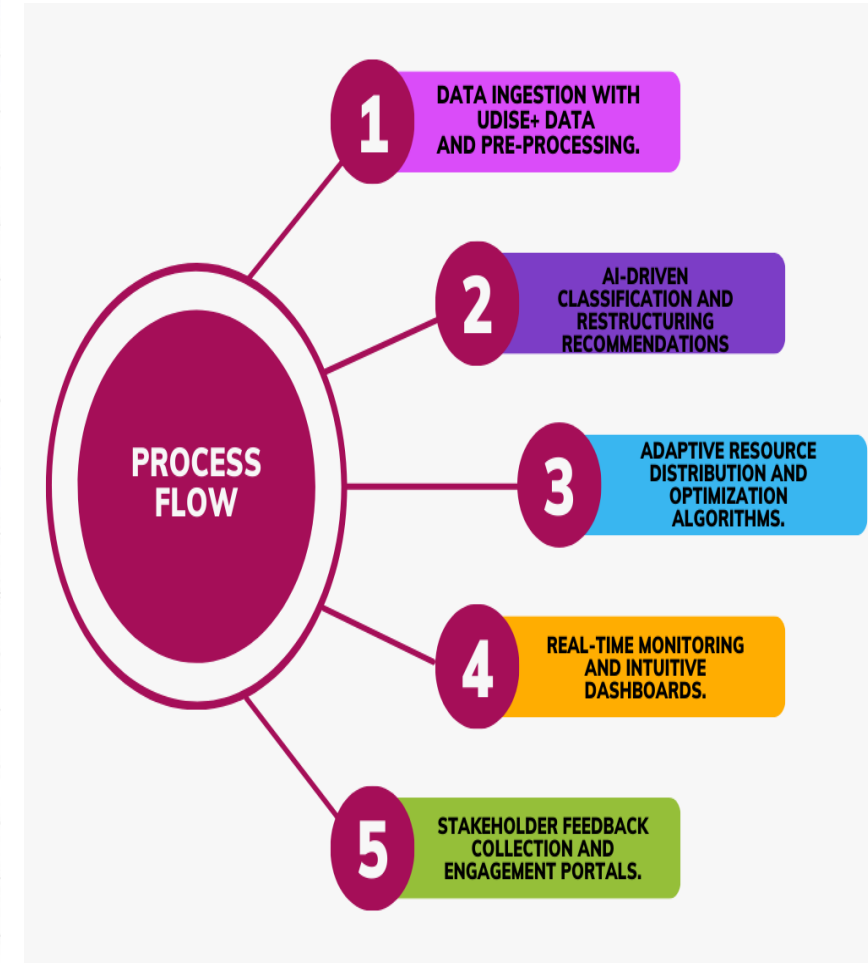 1
DATA INGESTION WITH
UDISE+ DATA
AND PRE-PROCESSING.
2
AI-DRIVEN
CLASSIFICATION AND
RESTRUCTURING
RECOMMENDATIONS
PROCESS
FLOW
3
ADAPTIVE RESOURCE
DISTRIBUTION AND
OPTIMIZATION
ALGORITHMS.
4
REAL-TIME MONITORING
AND INTUITIVE
DASHBOARDS.
5
STAKEHOLDER FEEDBACK
COLLECTION AND
ENGAGEMENT PORTALS.